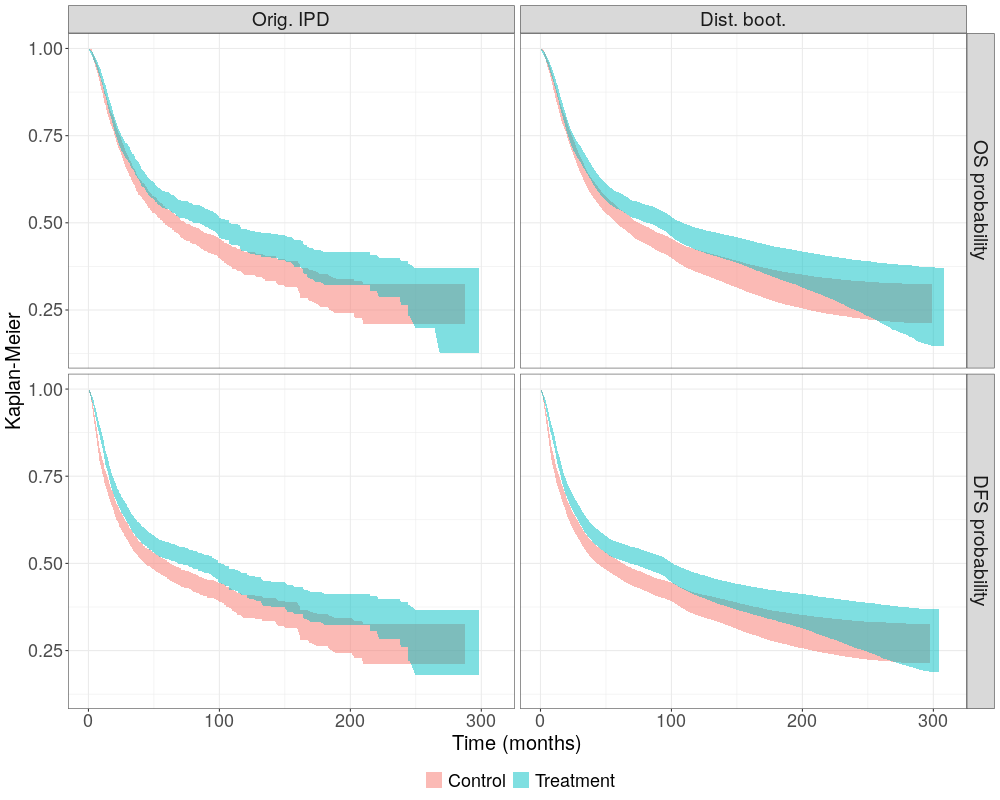 Orig. IPD
Dist. boot.
1.00
0.75
0.50
0.25
OS probability
1.00
0.75
0.50
0.25
DFS probability
Kaplan-Meier
0
100
200
300
0
100
200
300
Time (months)
Control
Treatment